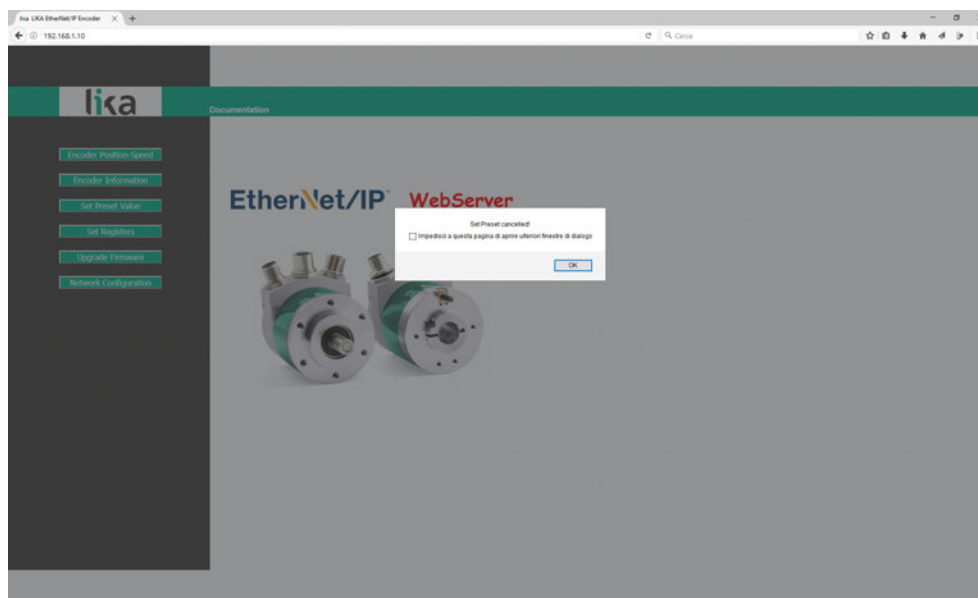 lika LIKA EtherNet/IP Encoder
192.168.1.10
Cerca
lika
Documentation
Encoder Position-Speed
Encoder Information
Set Preset Value
Set Registers
Upgrade Firmware
Network Configuration
EtherNet/IP™ WebServer
Set Preset cancelled!
Impedisci a questa pagina di aprire ulteriori finestre di dialogo
OK